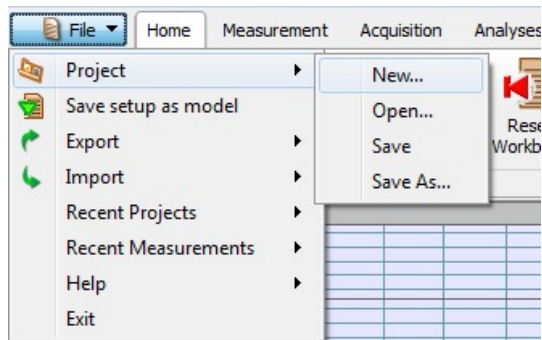 File Home Measurement Acquisition Analyses
Project
Save setup as model
Export
Import
Recent Projects
Recent Measurements
Help
Exit
New...
Open...
Save
Save As...